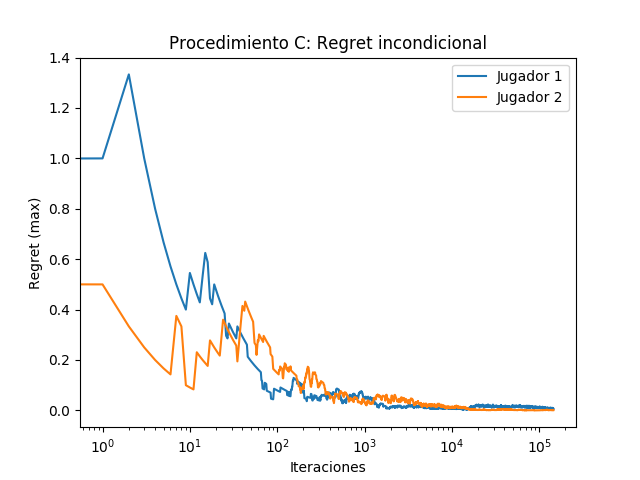 Procedimiento C: Regret incondicional
Jugador 1
Jugador 2
Regret (max)
1.4
1.2
1.0
0.8
0.6
0.4
0.2
0.0
10^0 10^1 10^2 10^3 10^4 10^5
Iteraciones